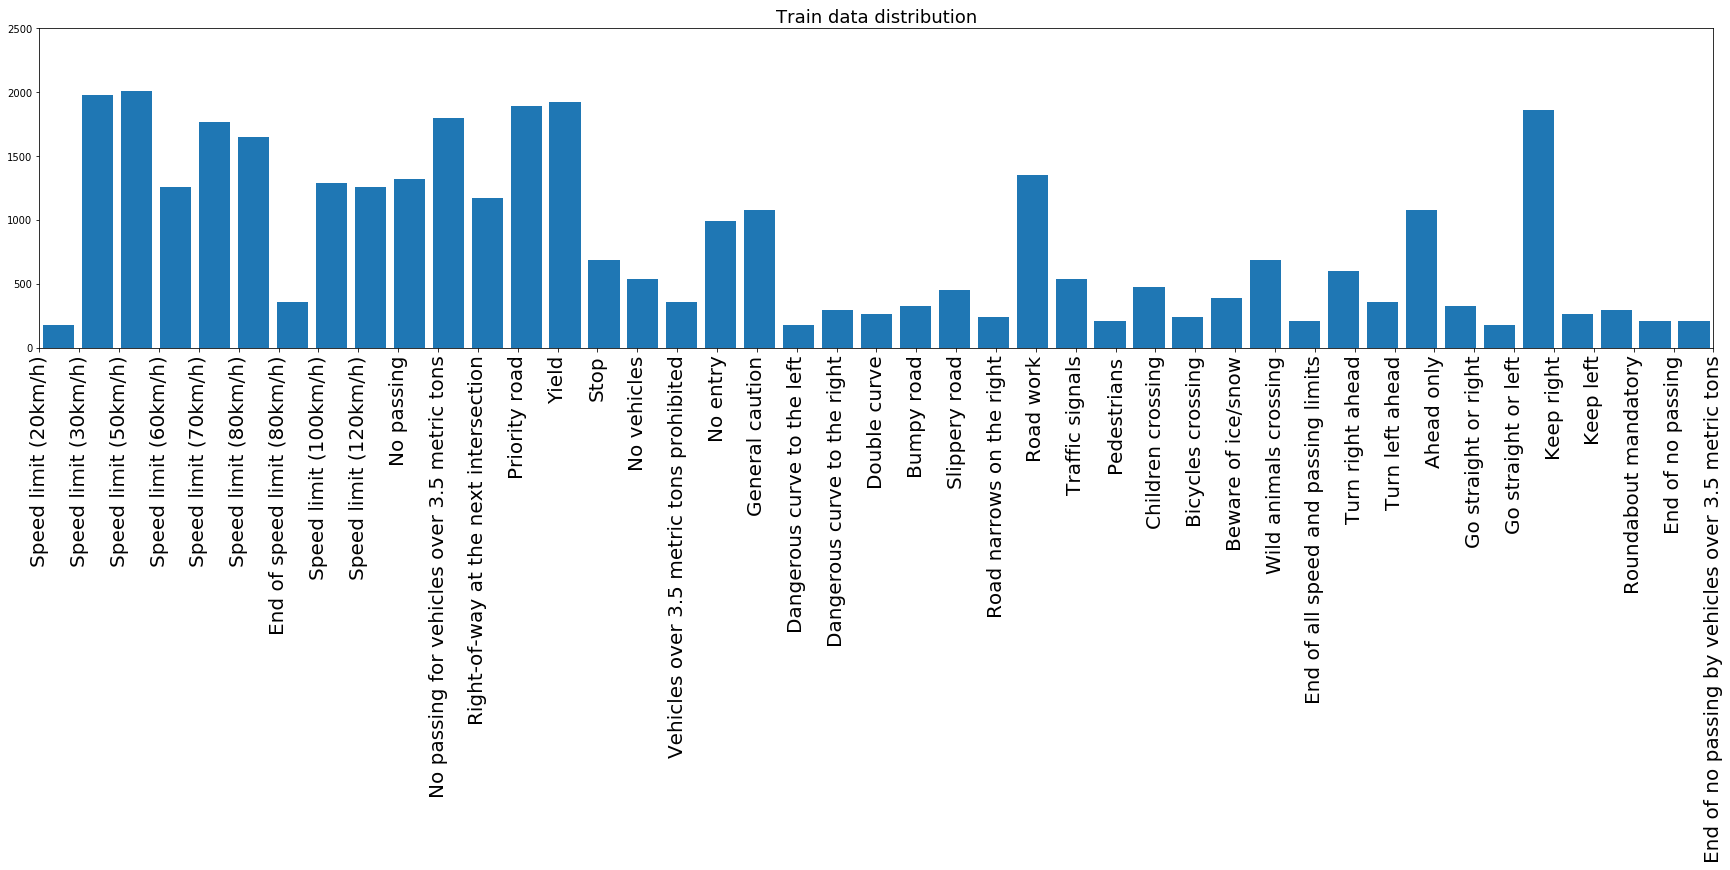 Train data distribution
2500
2000
1500
1000
500
0
Speed limit (20km/h)
Speed limit (30km/h)
Speed limit (50km/h)
Speed limit (60km/h)
Speed limit (70km/h)
Speed limit (80km/h)
End of speed limit (80km/h)
Speed limit (100km/h)
Speed limit (120km/h)
No passing
No passing for vehicles over 3.5 metric tons
Right-of-way at the next intersection
Priority road
Yield
Stop
No vehicles
Vehicles over 3.5 metric tons prohibited
No entry
General caution
Dangerous curve to the left
Dangerous curve to the right
Double curve
Bumpy road
Slippery road
Road narrows on the right
Road work
Traffic signals
Pedestrians
Children crossing
Bicycles crossing
Beware of ice/snow
Wild animals crossing
End of all speed and passing limits
Turn right ahead
Turn left ahead
Ahead only
Go straight or right
Go straight or left
Keep right
Keep left
Roundabout mandatory
End of no passing
End of no passing by vehicles over 3.5 metric tons